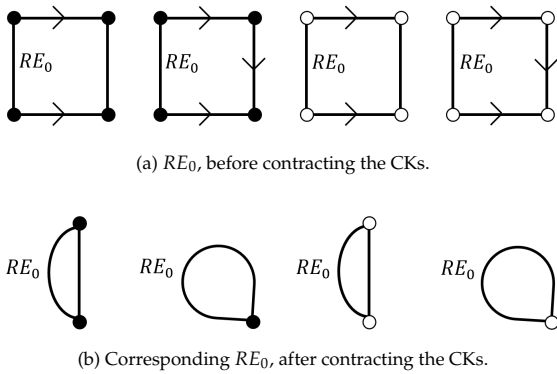 RE₀ RE₀ RE₀ RE₀
(a) RE₀, before contracting the CKs.
RE₀ RE₀ RE₀ RE₀
(b) Corresponding RE₀, after contracting the CKs.